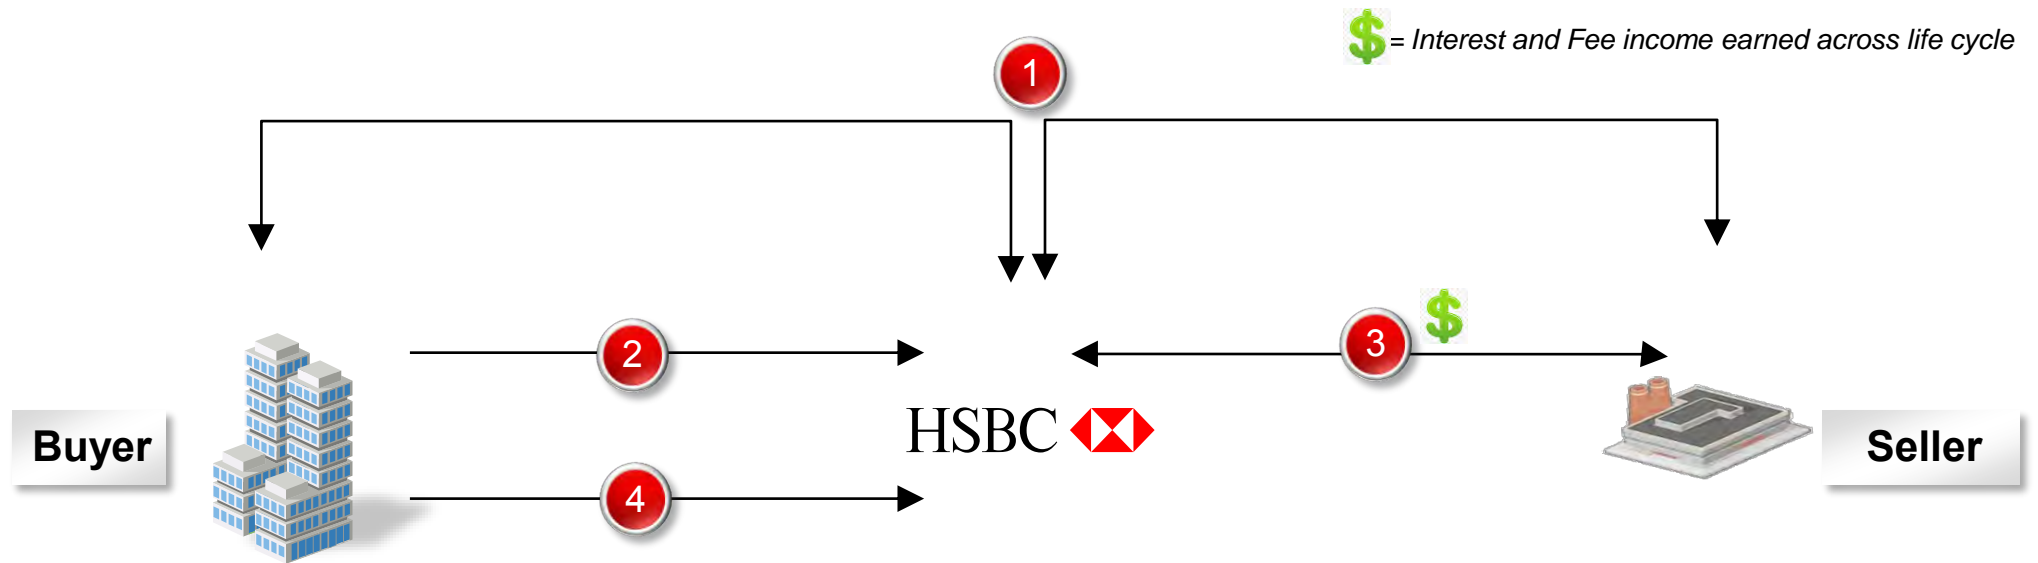 $ = Interest and Fee income earned across life cycle
1
2
3
$
HSBC
Buyer
Seller
4